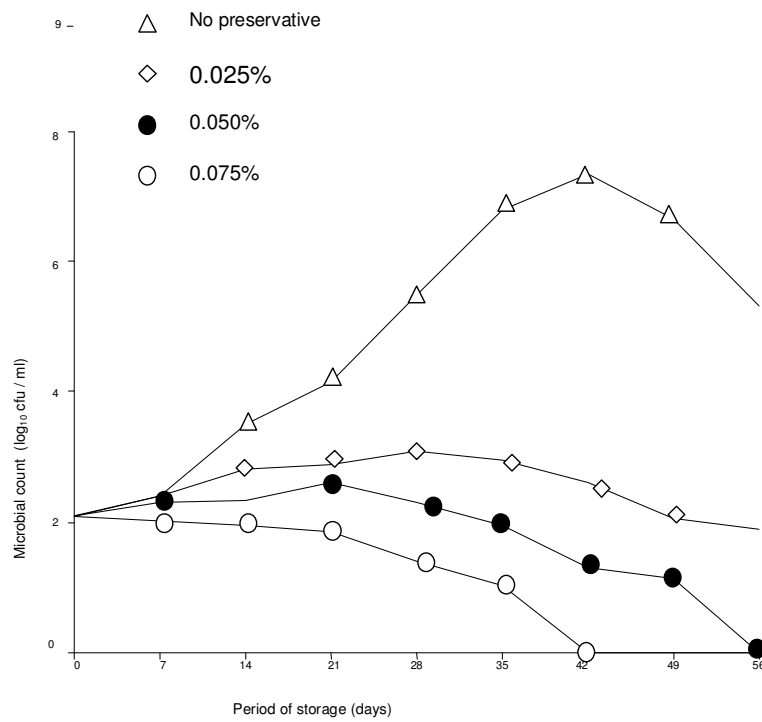 9
No preservative
0.025%
8
0.050%
0.075%
6
4
Microbial count (log₁₀ cfu / ml)
2
0
0 7 14 21 28 35 42 49 56
Period of storage (days)